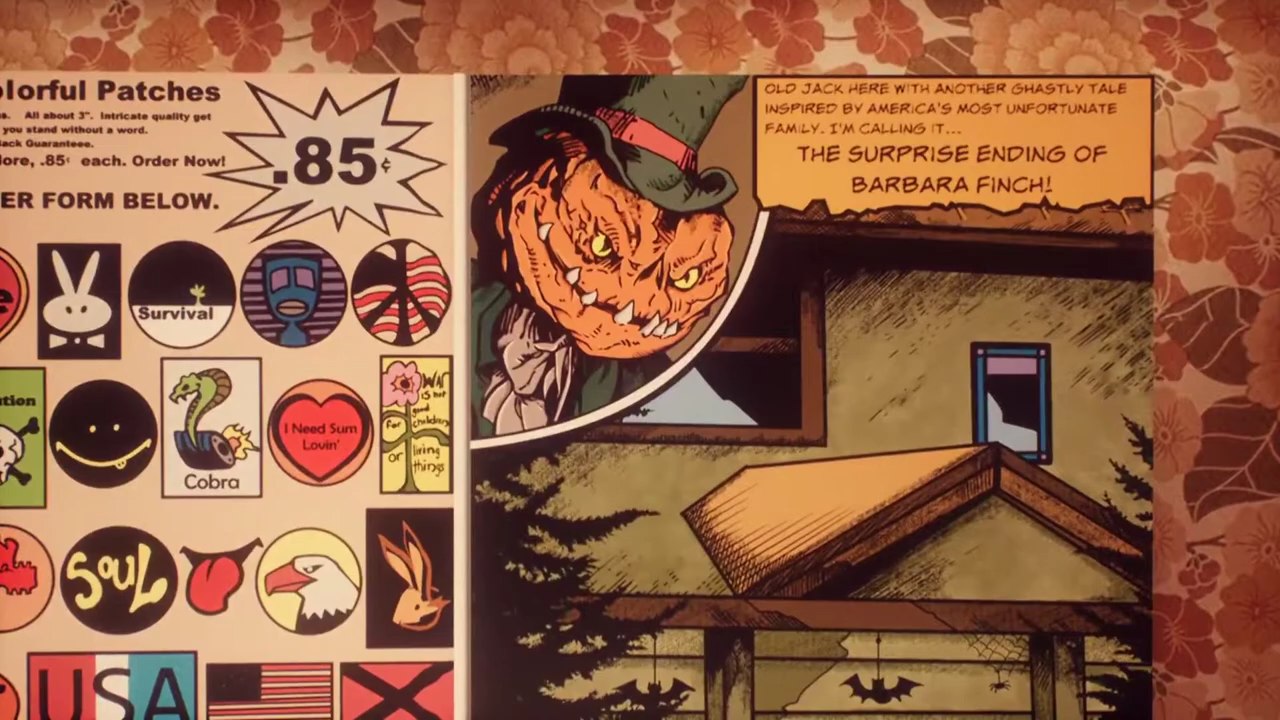 olorful Patches
s. All about 3". Intricate quality get
you stand without a word.
Back Guarantee.
ore, .85¢ each. Order Now!
ER FORM BELOW.
.85¢
OLD JACK HERE WITH ANOTHER GHASTLY TALE
INSPIRED BY AMERICA'S MOST UNFORTUNATE
FAMILY. I'M CALLING IT...
THE SURPRISE ENDING OF
BARBARA FINCH!
e
Survival
tion
Cobra
I Need Sum
Lovin'
WAR
is not
good
for children
or living
things
SOUL
USA